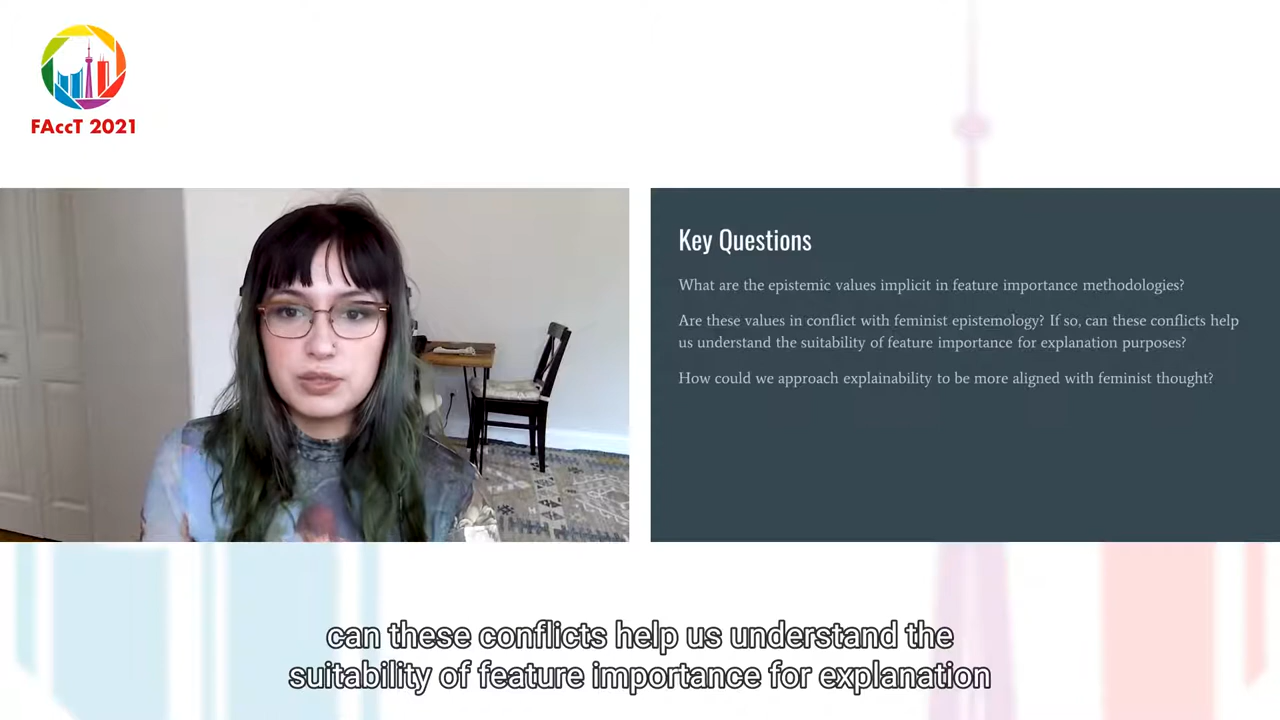 FAccT 2021
Key Questions
What are the epistemic values implicit in feature importance methodologies?
Are these values in conflict with feminist epistemology? If so, can these conflicts help
us understand the suitability of feature importance for explanation purposes?
How could we approach explainability to be more aligned with feminist thought?
can these conflicts help us understand the
suitability of feature importance for explanation